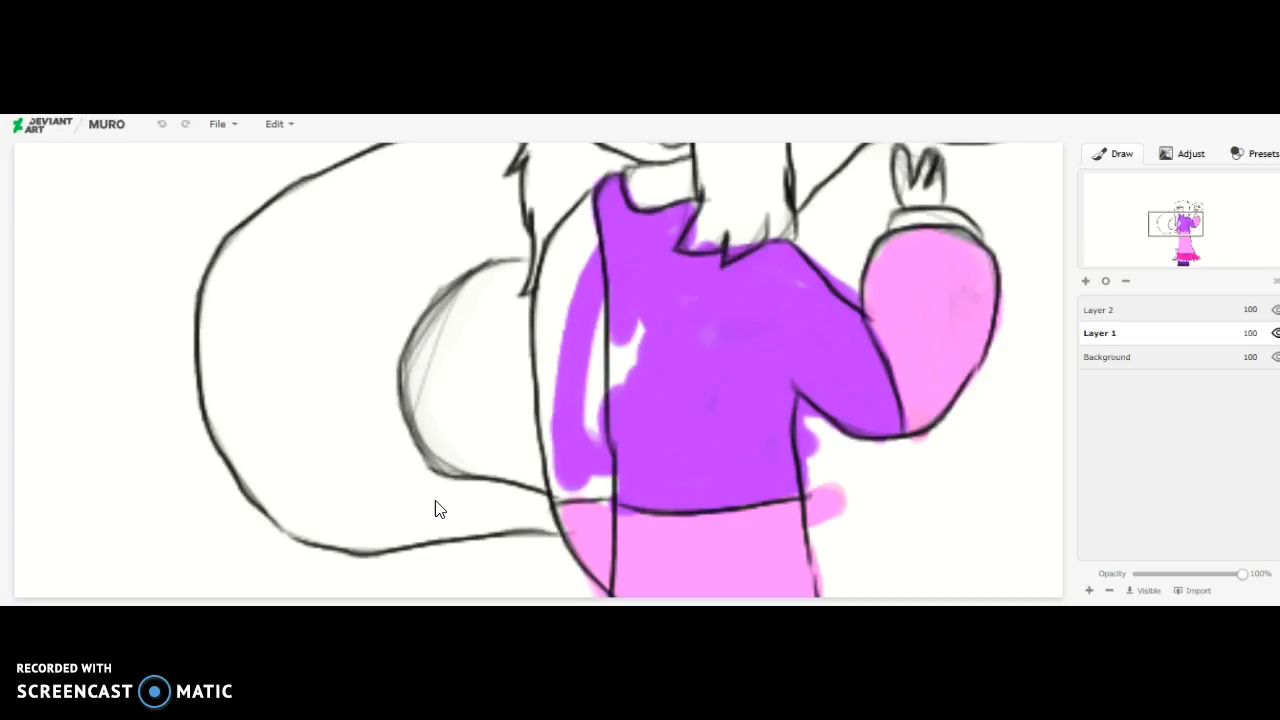 DEVIANT ART / MURO File Edit
Draw Adjust Presets
Layer 2 100
Layer 1 100
Background 100
Opacity 100%
Visible Import
RECORDED WITH
SCREENCAST MATIC